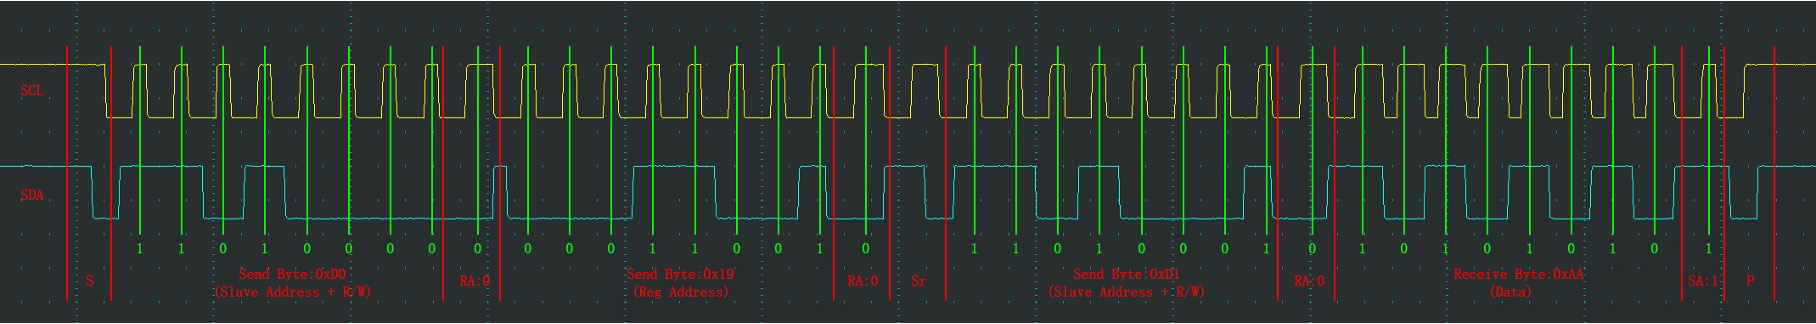 SCL
SDA
1 1 0 1 0 0 0 0 0 0 0 0 1 1 0 0 1 0 1 1 0 1 0 0 0 1 0 1 0 1 0 1 0 1 0 1
S
Send Byte:0xD0
(Slave Address + R/W)
RA:0
Send Byte:0x19
(Reg Address)
RA:0
Sr
Send Byte:0xD1
(Slave Address + R/W)
RA:0
Receive Byte:0xAA
(Data)
SA:1
P